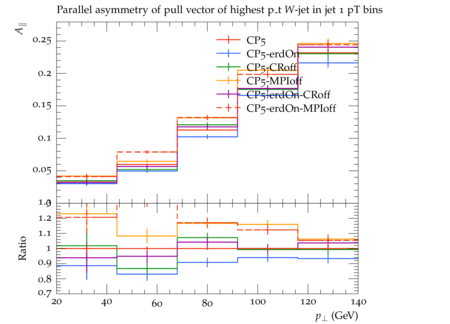 Parallel asymmetry of pull vector of highest p_t W-jet in jet 1 pT bins
A∥
0.25
0.2
0.15
0.1
0.05
CP5
CP5-erdOn
CP5-CRoff
CP5-MPIoff
CP5-erdOn-CRoff
CP5-erdOn-MPIoff
1.2
1.1
1
0.9
0.8
0.7
Ratio
20 40 60 80 100 120 140
p⊥ (GeV)